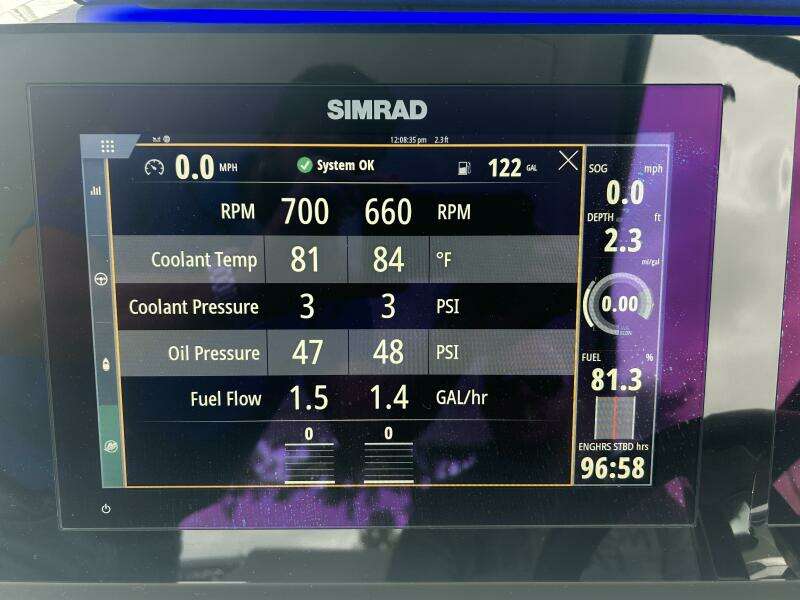 SIMRAD
12:08:35 pm 2.3 ft
0.0 MPH System OK 122 GAL
RPM 700 660 RPM
Coolant Temp 81 84 °F
Coolant Pressure 3 3 PSI
Oil Pressure 47 48 PSI
Fuel Flow 1.5 1.4 GAL/hr
0 0
SOG mph
0.0
DEPTH ft
2.3
mi/gal
0.00
FUEL %
81.3
ENGHRS STBD hrs
96:58